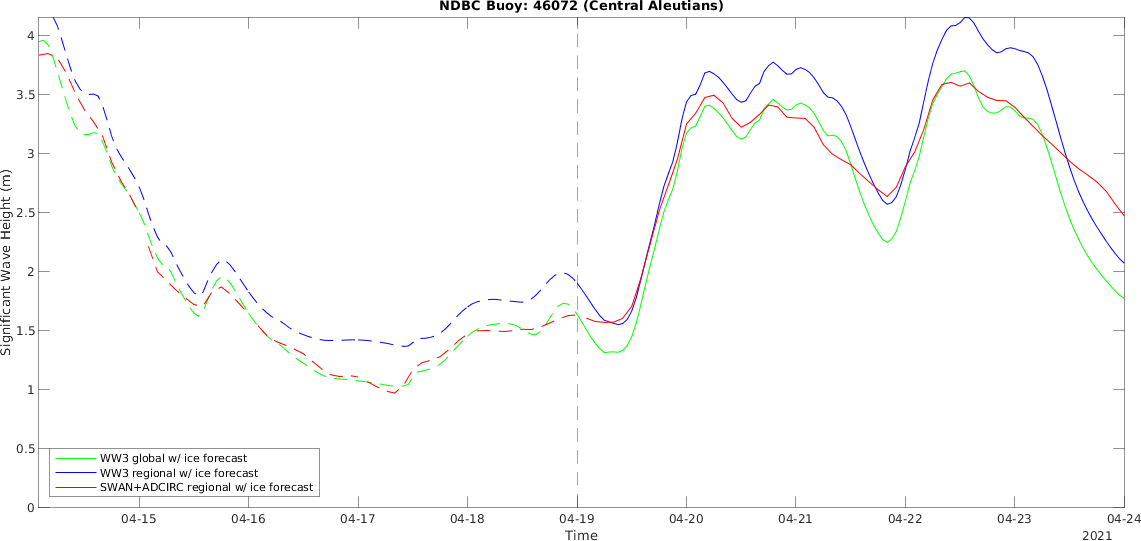 NDBC Buoy: 46072 (Central Aleutians)
4
3.5
3
2.5
2
1.5
1
0.5
0
Significant Wave Height (m)
WW3 global w/ ice forecast
WW3 regional w/ ice forecast
SWAN+ADCIRC regional w/ ice forecast
04-15 04-16 04-17 04-18 04-19 04-20 04-21 04-22 04-23 04-24
Time
2021